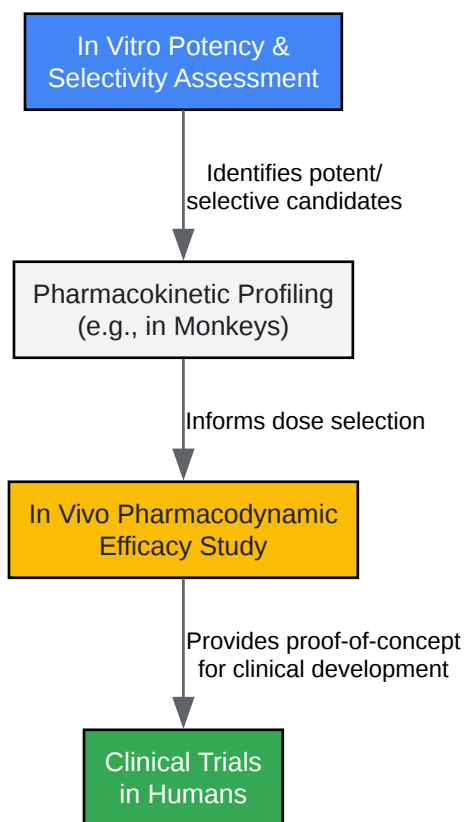 In Vitro Potency &
Selectivity Assessment
Identifies potent/
selective candidates
Pharmacokinetic Profiling
(e.g., in Monkeys)
Informs dose selection
In Vivo Pharmacodynamic
Efficacy Study
Provides proof-of-concept
for clinical development
Clinical Trials
in Humans